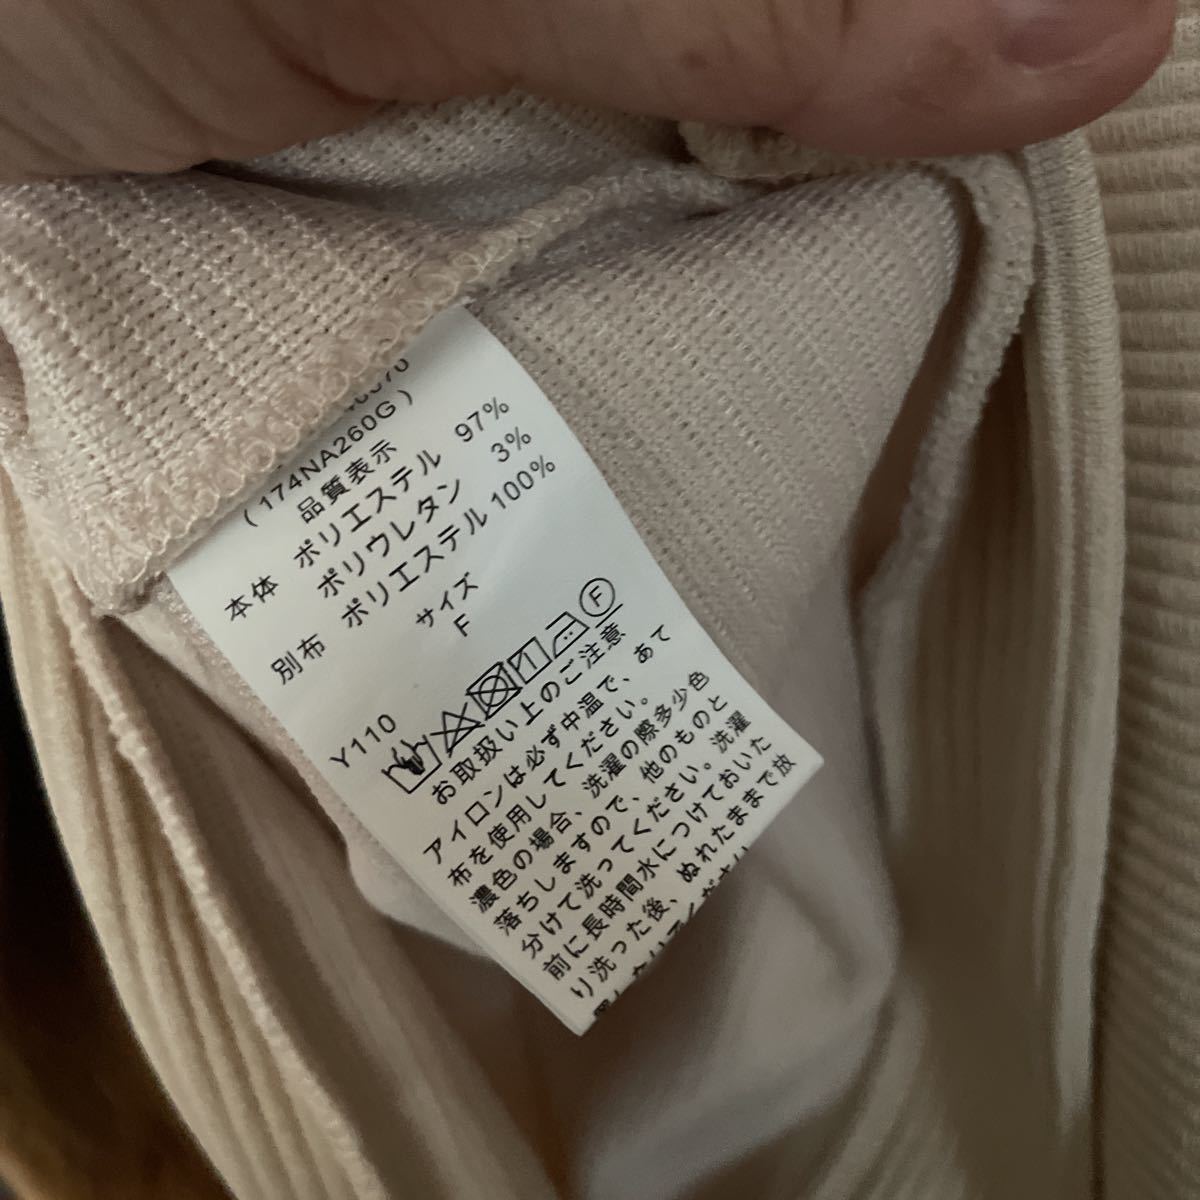 (174NA260G)
品質表示
本体 ポリエステル 97%
ポリウレタン 3%
別布 ポリエステル 100%
サイズ
F
Y110
F
お取扱い上のご注意
アイロンは必ず中温で、あて
布を使用してください。
濃色の場合、洗濯の際多少色
落ちしますので、他のものと
分けて洗ってください。洗濯
前に長時間水につけておいた
り洗った後、ぬれたままで放